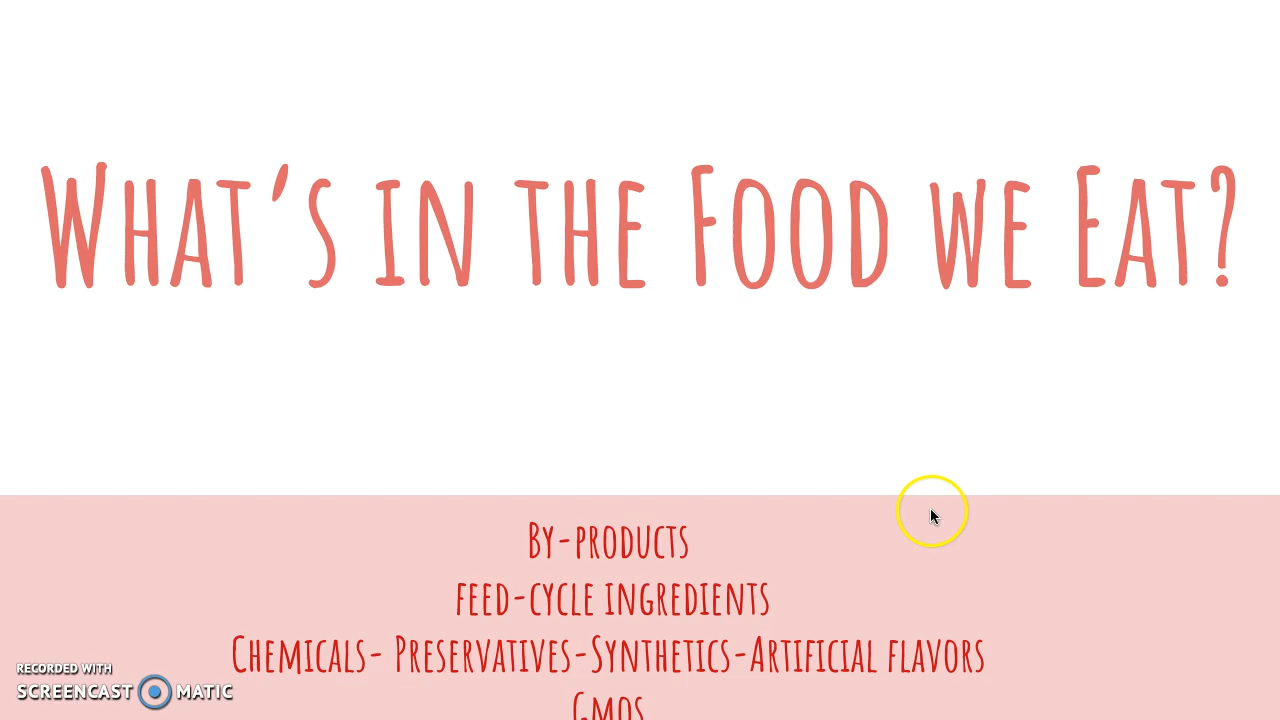 What's in the Food we Eat?
By-products
feed-cycle ingredients
Chemicals- Preservatives-Synthetics-Artificial flavors
Gmos
RECORDED WITH
SCREENCAST MATIC